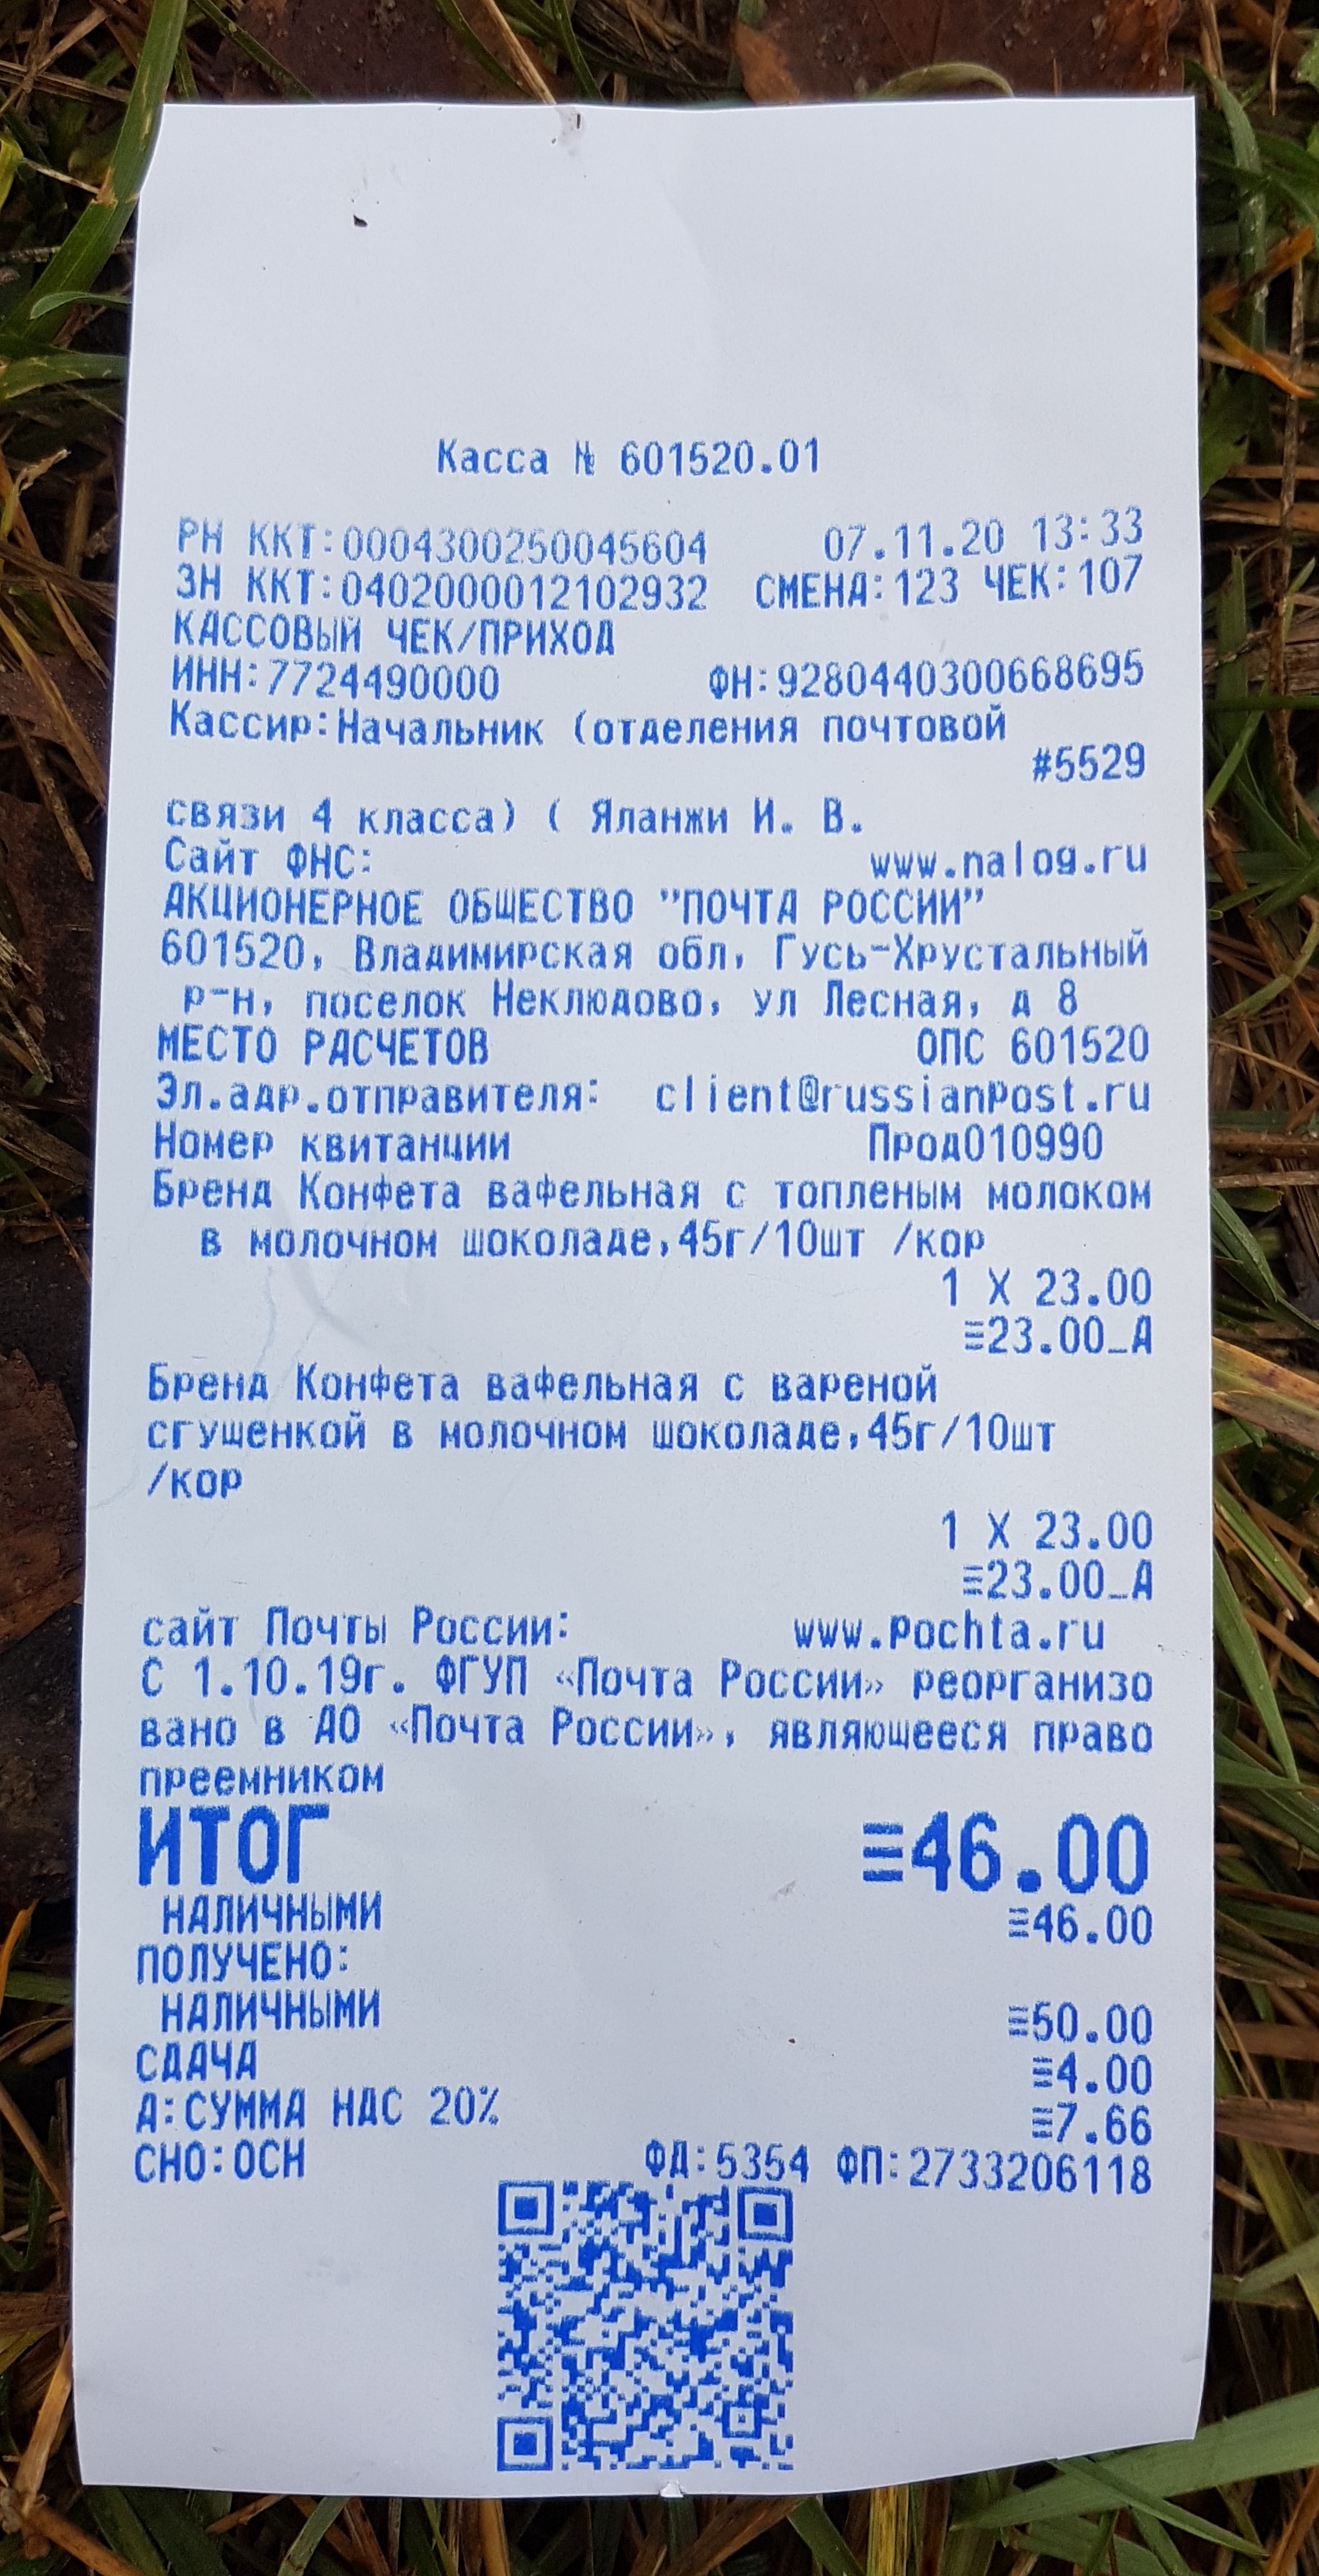 Касса № 601520.01
РН ККТ:0004300250045604 07.11.20 13:33
ЗН ККТ:0402000012102932 СМЕНА:123 ЧЕК:107
КАССОВЫЙ ЧЕК/ПРИХОД
ИНН:7724490000 ФН:9280440300668695
Кассир:Начальник (отделения почтовой
#5529
связи 4 класса) ( Яланжи И. В.
Сайт ФНС: www.nalog.ru
АКЦИОНЕРНОЕ ОБЩЕСТВО "ПОЧТА РОССИИ"
601520, Владимирская обл, Гусь-Хрустальный
р-н, поселок Неклюдово, ул Лесная, д 8
МЕСТО РАСЧЕТОВ ОПС 601520
Эл.адр.отправителя: client@russianpost.ru
Номер квитанции Прод010990
Бренд Конфета вафельная с топленым молоком
в молочном шоколаде,45г/10шт /кор
1 X 23.00
≡23.00_А
Бренд Конфета вафельная с вареной
сгущенкой в молочном шоколаде,45г/10шт
/кор
1 X 23.00
≡23.00_А
сайт Почты России: www.pochta.ru
С 1.10.19г. ФГУП «Почта России» реорганизо
вано в АО «Почта России», являющееся право
преемником
ИТОГ ≡46.00
НАЛИЧНЫМИ ≡46.00
ПОЛУЧЕНО:
НАЛИЧНЫМИ ≡50.00
СДАЧА ≡4.00
А:СУММА НДС 20% ≡7.66
СНО:ОСН ФД:5354 ФП:2733206118